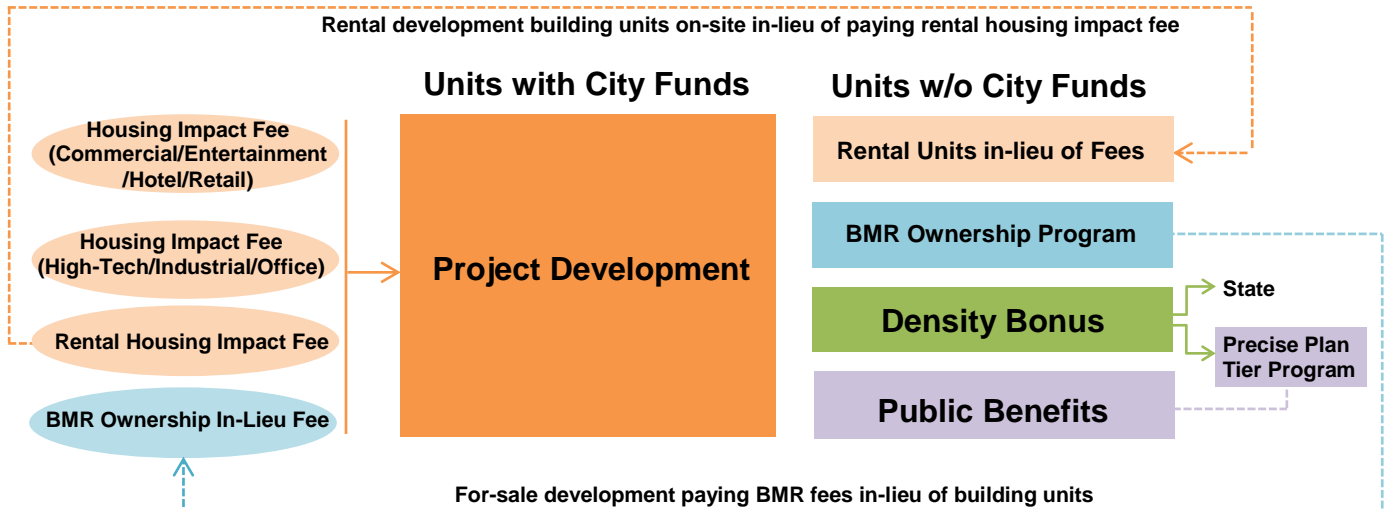 Rental development building units on-site in-lieu of paying rental housing impact fee
Units with City Funds
Units w/o City Funds
Housing Impact Fee
(Commercial/Entertainment
/Hotel/Retail)
Housing Impact Fee
(High-Tech/Industrial/Office)
Rental Housing Impact Fee
BMR Ownership In-Lieu Fee
Project Development
Rental Units in-lieu of Fees
BMR Ownership Program
Density Bonus
State
Precise Plan
Tier Program
Public Benefits
For-sale development paying BMR fees in-lieu of building units